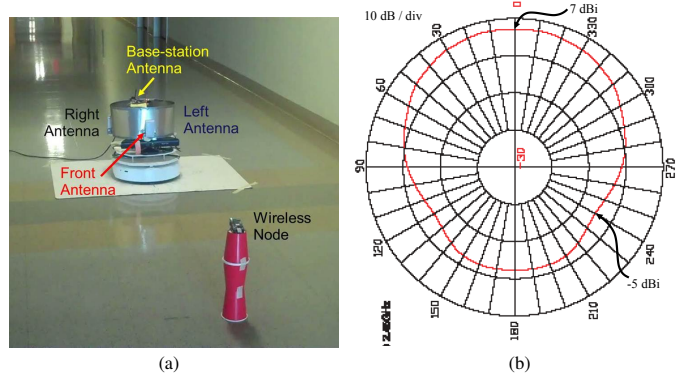 Base-station
Antenna
Right
Antenna
Left
Antenna
Front
Antenna
Wireless
Node
(a)
10 dB / div
0
7 dBi
30
330
60
300
-30
90
270
120
240
-5 dBi
150
210
180
(b)